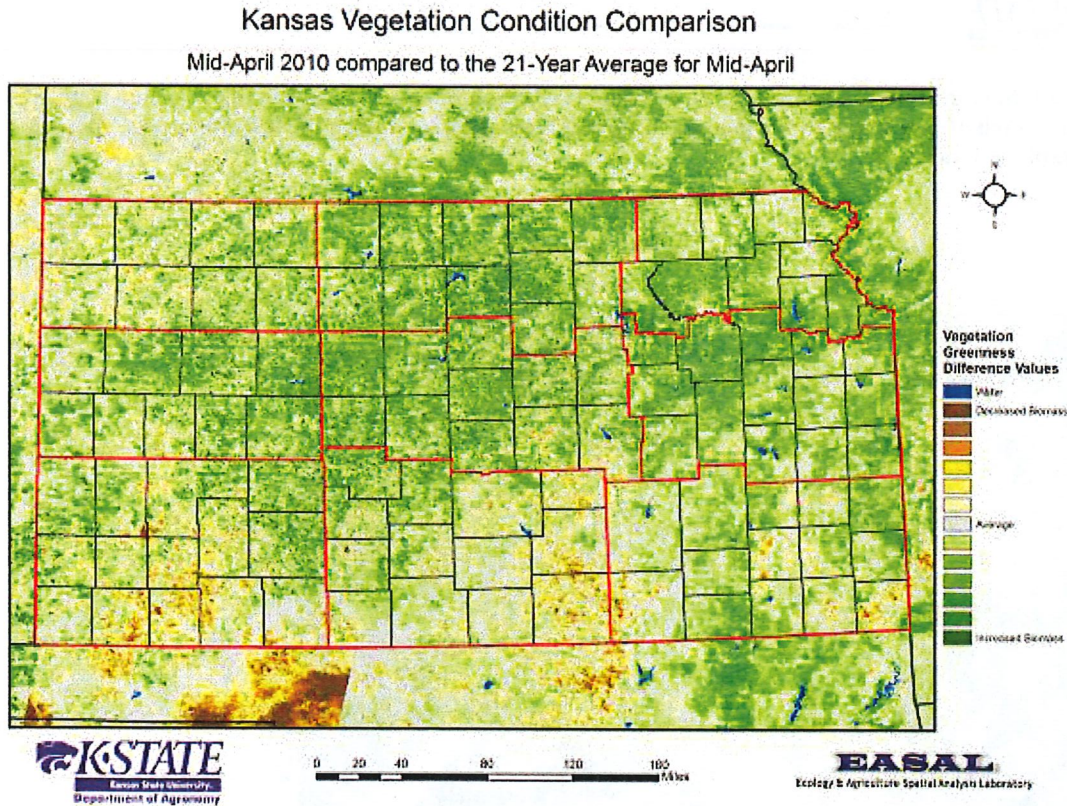 Kansas Vegetation Condition Comparison
Mid-April 2010 compared to the 21-Year Average for Mid-April
N
W
E
S
Vegetation
Greenness
Difference Values
Water
Decreased Biomass
Average
Increased Biomass
K-STATE
Kansas State University
Department of Agronomy
0 20 40 80 120 160
Miles
EASAL
Ecology & Agriculture Spatial Analysis Laboratory